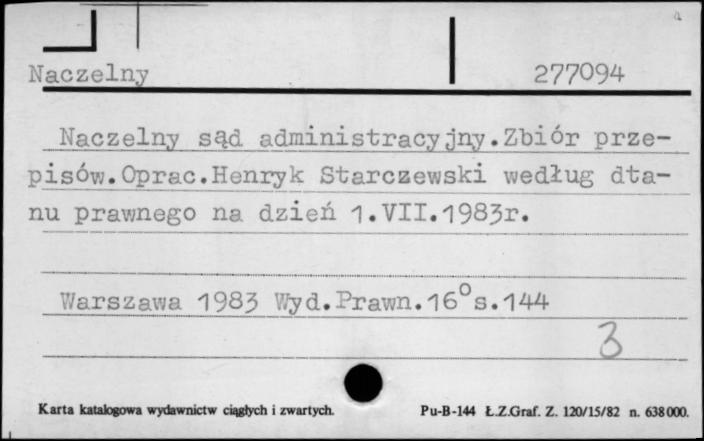 Naczelny 277094
Naczelny sąd administracyjny.Zbiór prze-
pisów.Oprac.Henryk Starczewski według dta-
nu prawnego na dzień 1.VII.1983r.
Warszawa 1983 Wyd.Prawn.16° s.144
3
Karta katalogowa wydawnictw ciągłych i zwartych. Pu-B-144 Ł.Z.Graf. Z. 120/15/82 n. 638000.